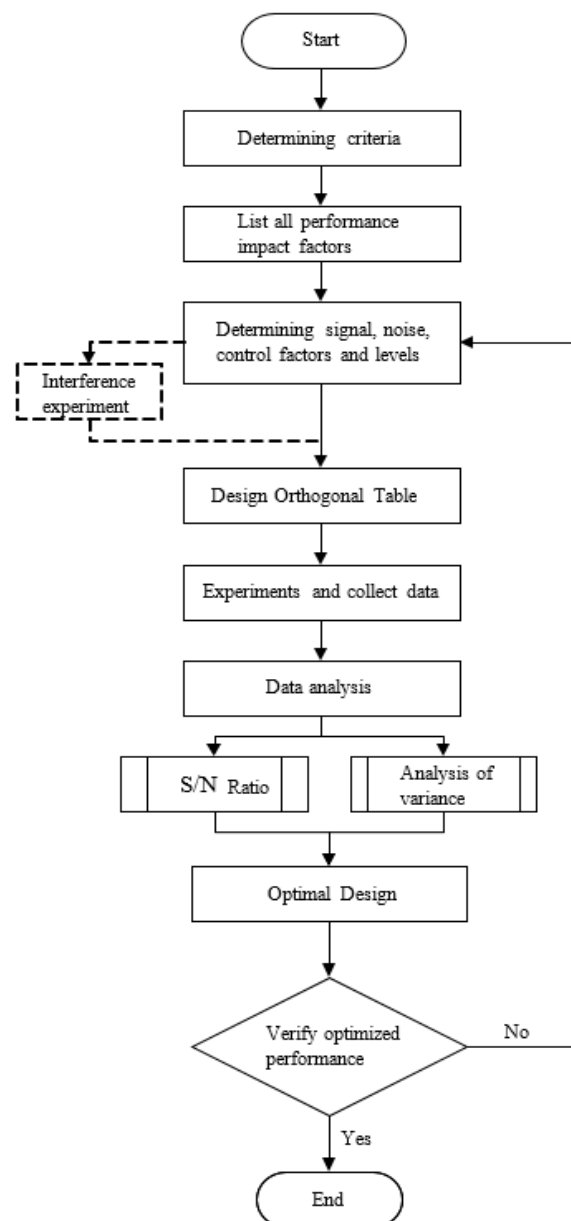 Start
Determining criteria
List all performance
impact factors
Determining signal, noise,
control factors and levels
Interference
experiment
Design Orthogonal Table
Experiments and collect data
Data analysis
S/N Ratio
Analysis of
variance
Optimal Design
Verify optimized
performance
No
Yes
End